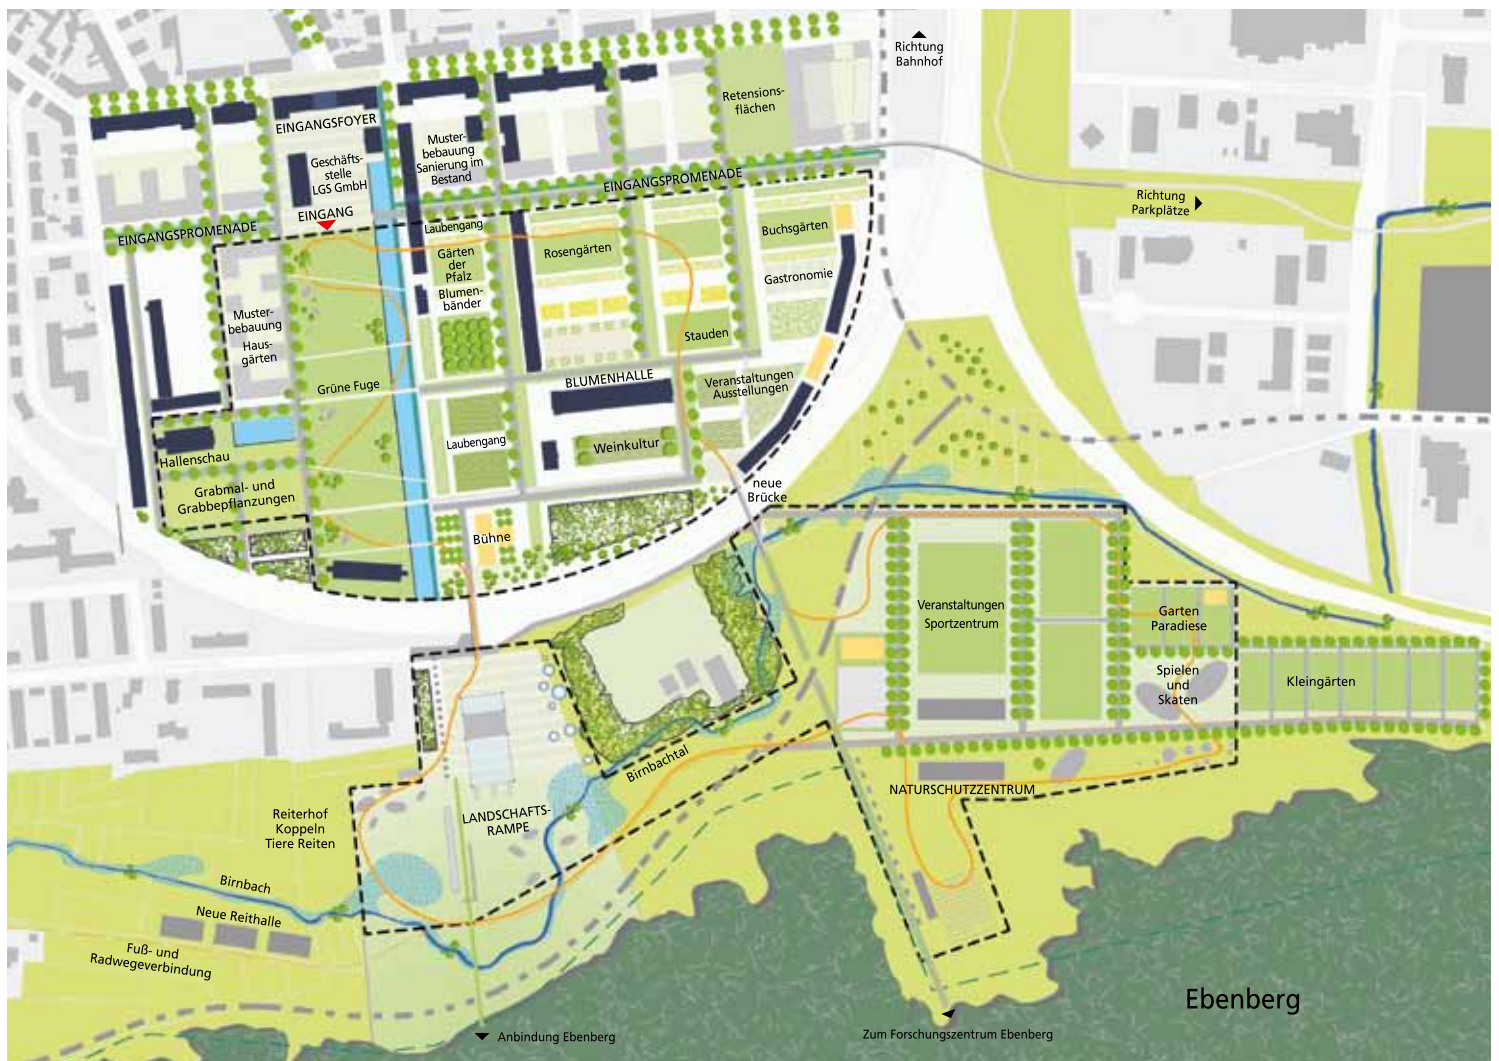 Richtung
Bahnhof
Retensions-
flächen
EINGANGSFOYER
Muster-
bebauung
Sanierung im
Bestand
Geschäfts-
stelle
LGS GmbH
EINGANGSPROMENADE
Richtung
Parkplätze
EINGANG
EINGANGSPROMENADE
Laubengang
Buchsgärten
Gärten
der
Pfalz
Rosengärten
Gastronomie
Blumen-
bänder
Muster-
bebauung
Haus-
gärten
Stauden
Grüne Fuge
BLUMENHALLE
Veranstaltungen
Ausstellungen
Laubengang
Weinkultur
Hallenschau
Grabmal- und
Grabbepflanzungen
neue
Brücke
Bühne
Veranstaltungen
Sportzentrum
Garten
Paradiese
Spielen
und
Skaten
Kleingärten
Birnbachtal
NATURSCHUTZZENTRUM
LANDSCHAFTS-
RAMPE
Reiterhof
Koppeln
Tiere Reiten
Birnbach
Neue Reithalle
Fuß- und
Radwegeverbindung
Ebenberg
Anbindung Ebenberg
Zum Forschungszentrum Ebenberg